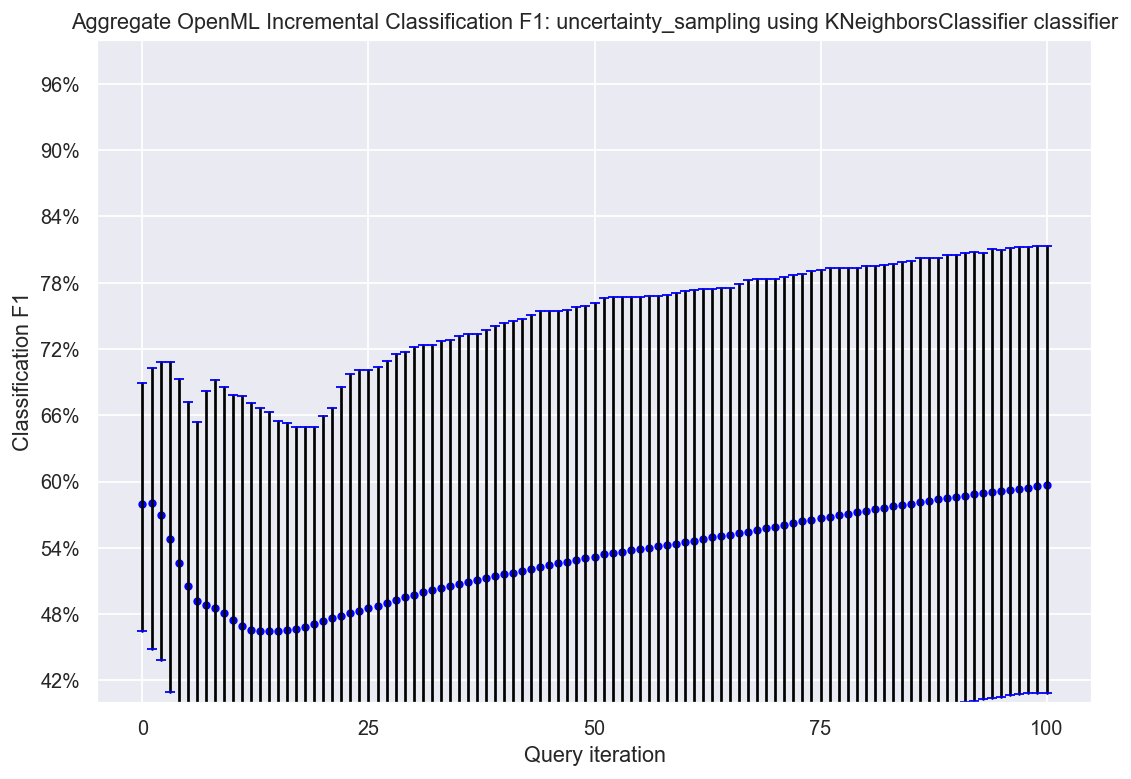 Aggregate OpenML Incremental Classification F1: uncertainty_sampling using KNeighborsClassifier classifier
96%
90%
84%
78%
72%
66%
60%
54%
48%
42%
Classification F1
0 25 50 75 100
Query iteration